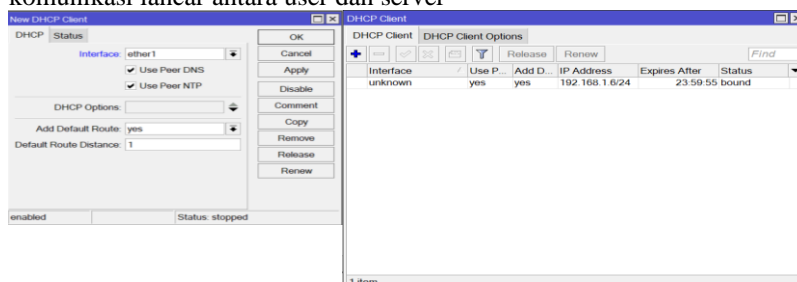 komunikasi lancar antara user dan server
New DHCP Client
DHCP Status
Interface: ether1
Use Peer DNS
Use Peer NTP
DHCP Options:
Add Default Route: yes
Default Route Distance: 1
OK
Cancel
Apply
Disable
Comment
Copy
Remove
Release
Renew
enabled
Status: stopped
DHCP Client
DHCP Client DHCP Client Options
Release Renew Find
Interface / Use P... Add D... IP Address Expires After Status
unknown yes yes 192.168.1.6/24 23:59:55 bound
1 item